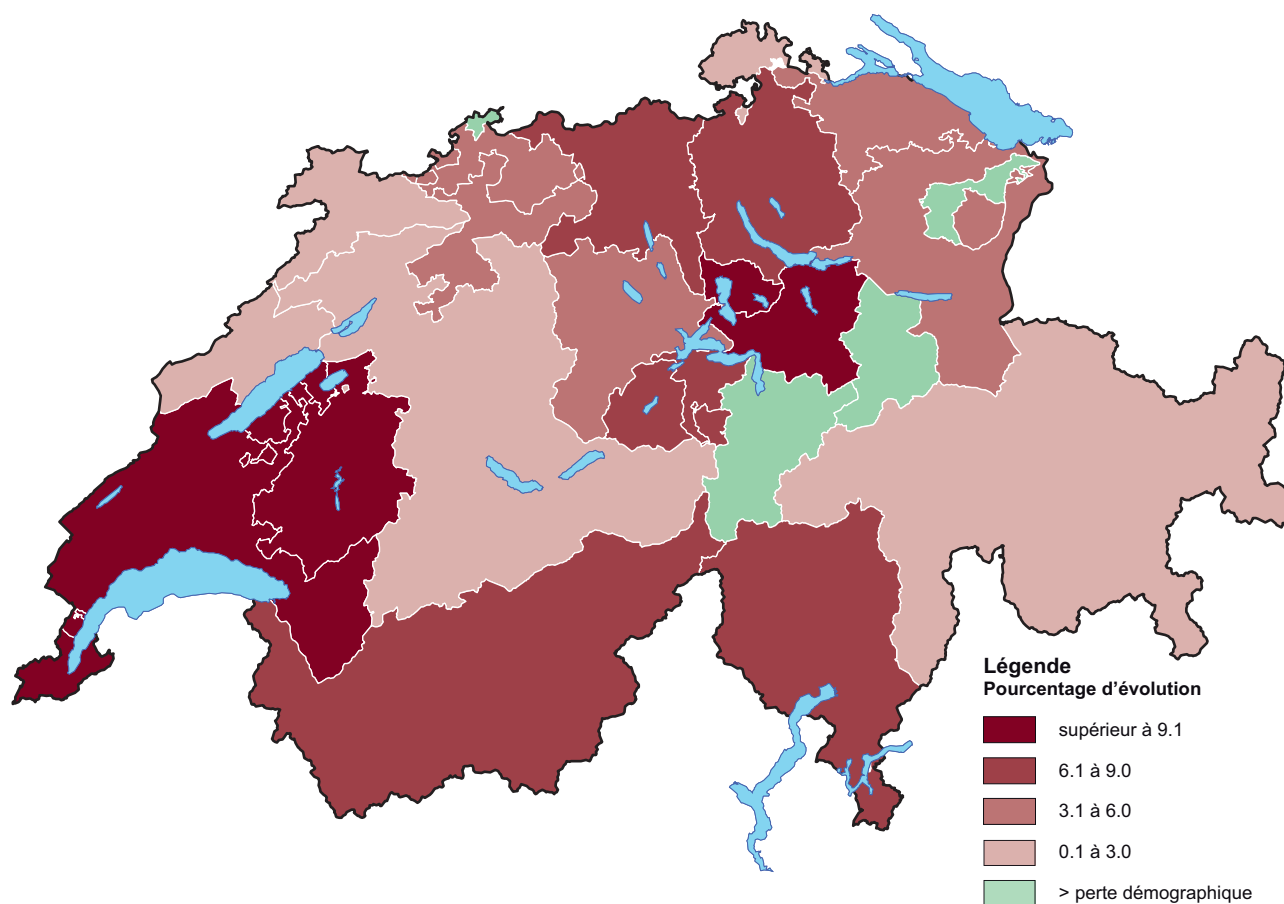 Légende
Pourcentage d'évolution
supérieur à 9.1
6.1 à 9.0
3.1 à 6.0
0.1 à 3.0
> perte démographique